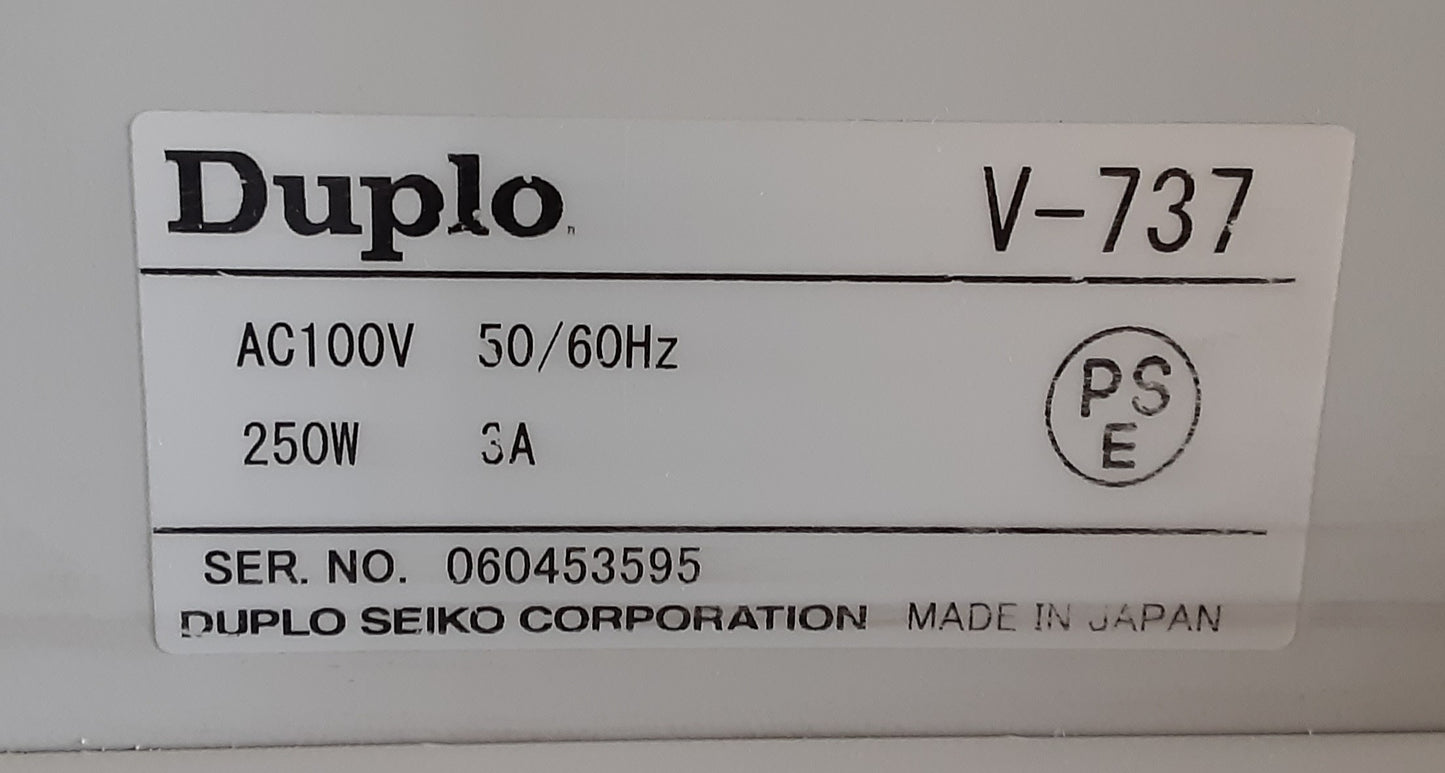 Duplo V-737
AC100V 50/60Hz
250W 3A
PS
E
SER. NO. 060453595
DUPLO SEIKO CORPORATION MADE IN JAPAN